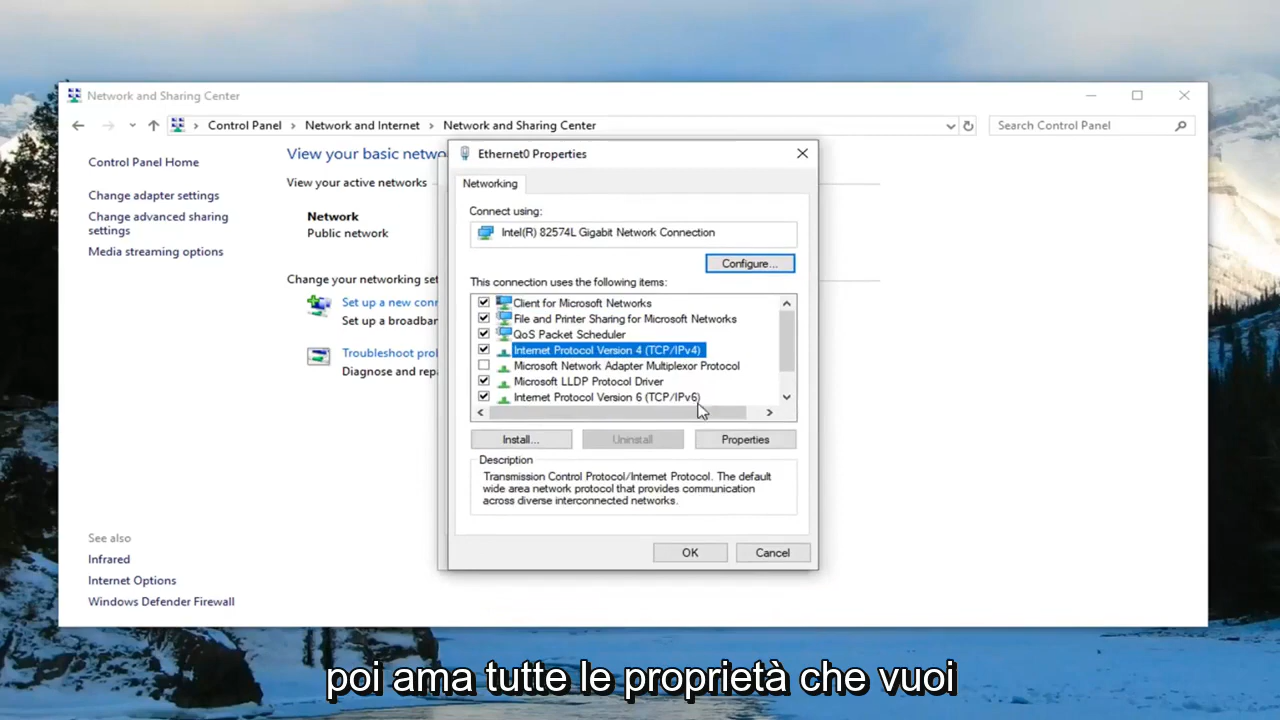 Network and Sharing Center
Control Panel > Network and Internet > Network and Sharing Center
Search Control Panel
Control Panel Home
Change adapter settings
Change advanced sharing
settings
Media streaming options
See also
Infrared
Internet Options
Windows Defender Firewall
View your basic netwo
View your active networks
Network
Public network
Change your networking set
Set up a new conn
Set up a broadban
Troubleshoot prol
Diagnose and repa
Ethernet0 Properties
Networking
Connect using:
Intel(R) 82574L Gigabit Network Connection
Configure...
This connection uses the following items:
Client for Microsoft Networks
File and Printer Sharing for Microsoft Networks
QoS Packet Scheduler
Internet Protocol Version 4 (TCP/IPv4)
Microsoft Network Adapter Multiplexor Protocol
Microsoft LLDP Protocol Driver
Internet Protocol Version 6 (TCP/IPv6)
Install...
Uninstall
Properties
Description
Transmission Control Protocol/Internet Protocol. The default
wide area network protocol that provides communication
across diverse interconnected networks.
OK
Cancel
poi ama tutte le proprietà che vuoi